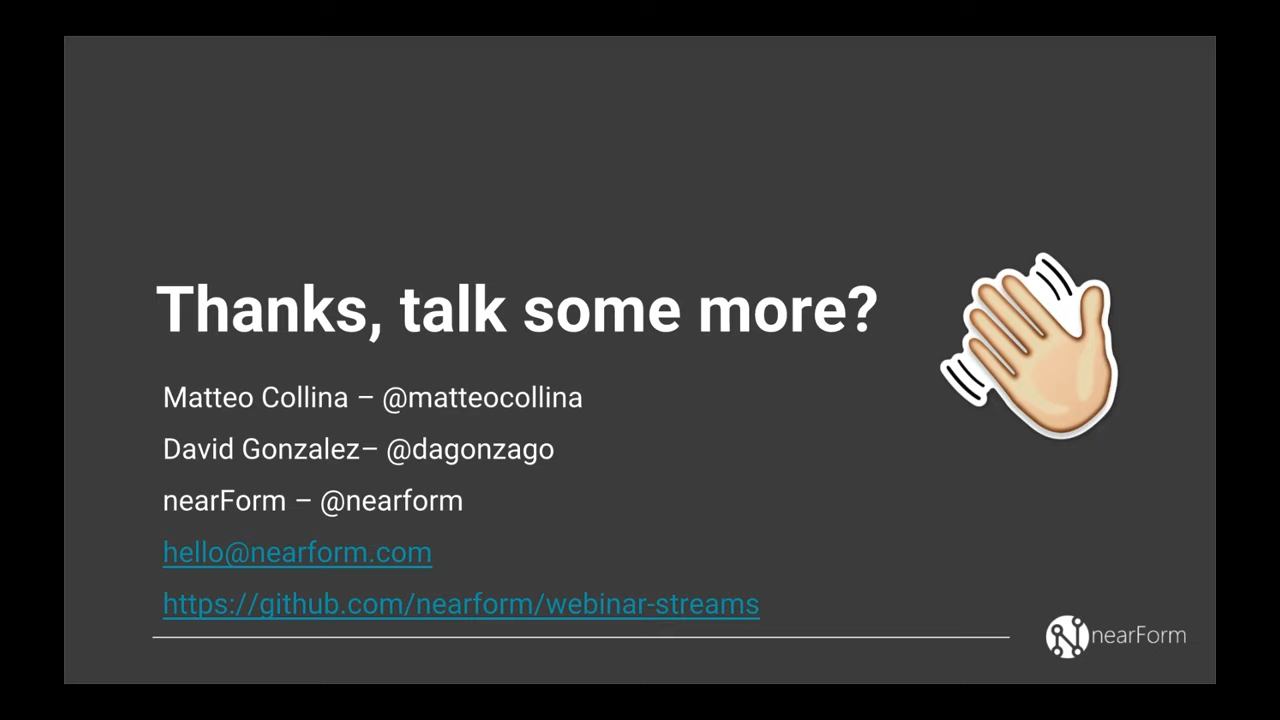 Thanks, talk some more?
Matteo Collina – @matteocollina
David Gonzalez– @dagonzago
nearForm – @nearform
hello@nearform.com
https://github.com/nearform/webinar-streams
nearForm